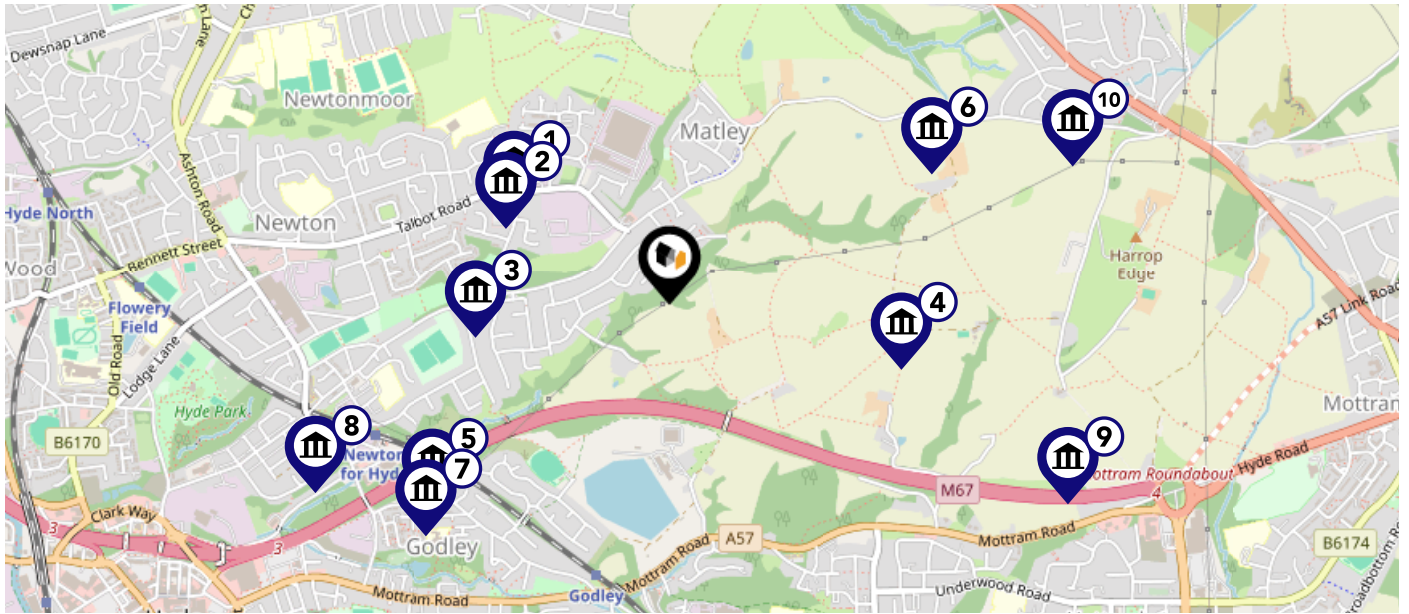 Dewsnap Lane
Newtonmoor
Matley
10
6
1
2
Ashton Road
Hyde North
Talbot Road
Newton
Bennett Street
Wood
3
Harrop
Edge
A57 Link Road
Flowery
Field
4
Old Road
Lodge Lane
Hyde Park
Mottram
8
5
9
B6170
Newton
for Hyde
7
Mottram Roundabout
4
Hyde Road
M67
Clark Way
3
3
Godley
A57
Mottram Road
Mottram Road
B6174
Mottram Road
Godley
Underwood Road